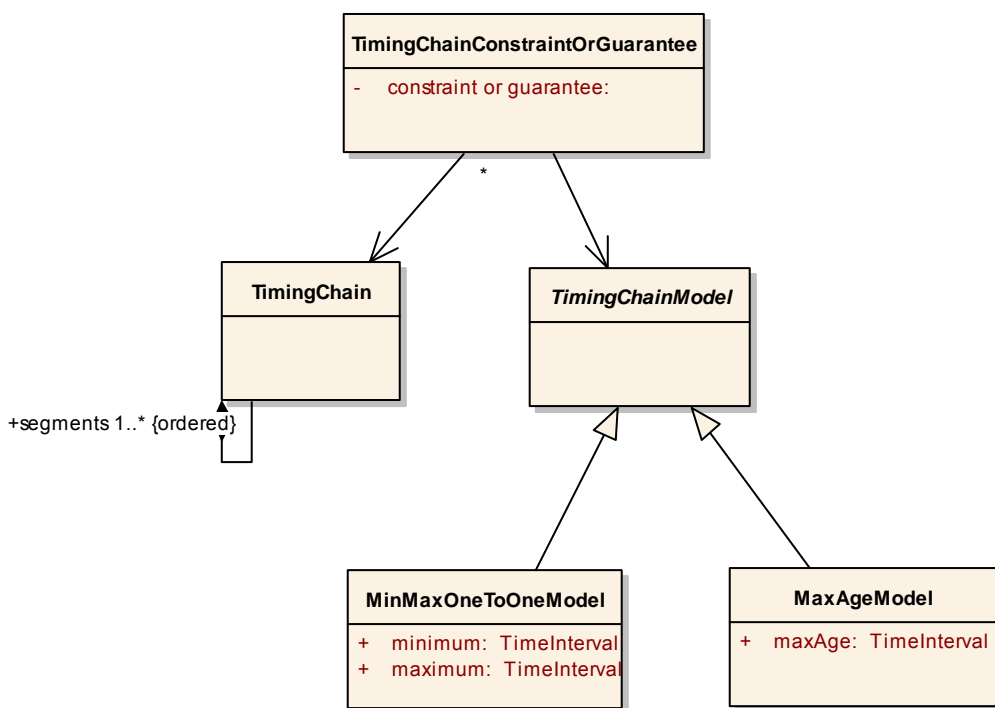 TimingChainConstraintOrGuarantee
- constraint or guarantee:
*
TimingChain
TimingChainModel
+segments 1..* {ordered}
MinMaxOneToOneModel
+ minimum: TimeInterval
+ maximum: TimeInterval
MaxAgeModel
+ maxAge: TimeInterval